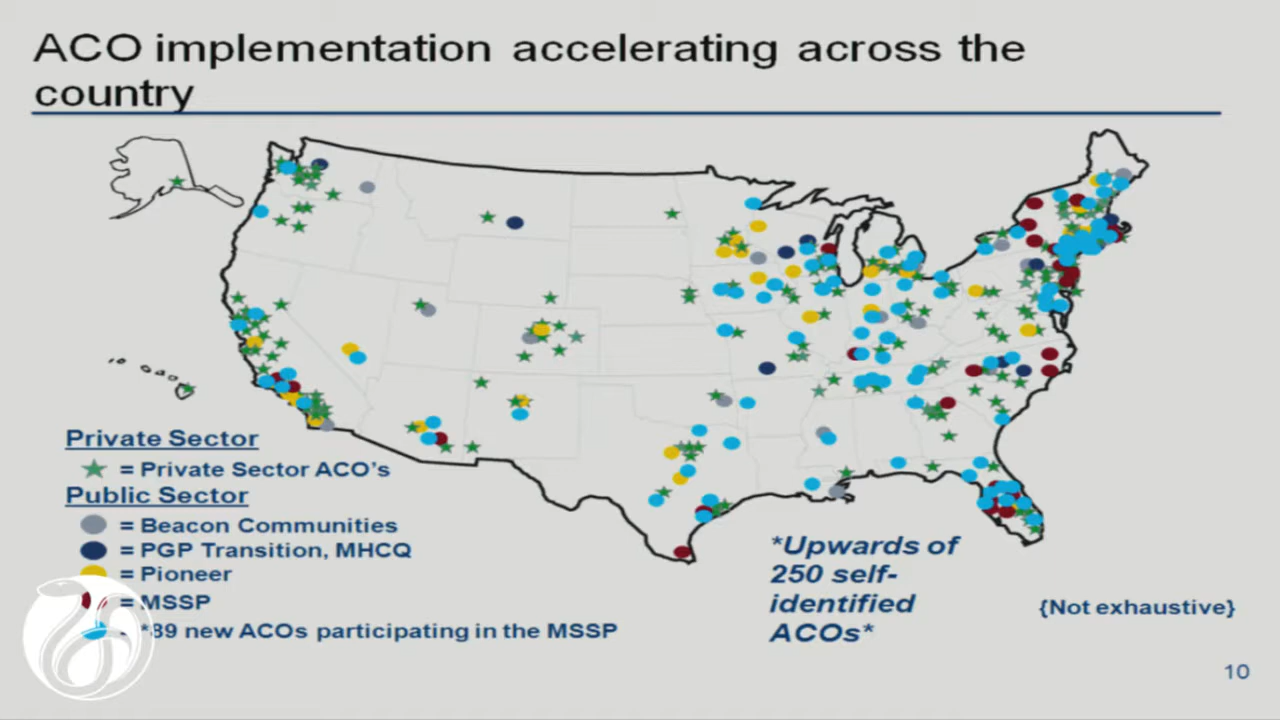 ACO implementation accelerating across the
country
Private Sector
= Private Sector ACO's
Public Sector
= Beacon Communities
= PGP Transition, MHCQ
= Pioneer
= MSSP
= *89 new ACOs participating in the MSSP
*Upwards of
250 self-
identified
ACOs*
{Not exhaustive}
10